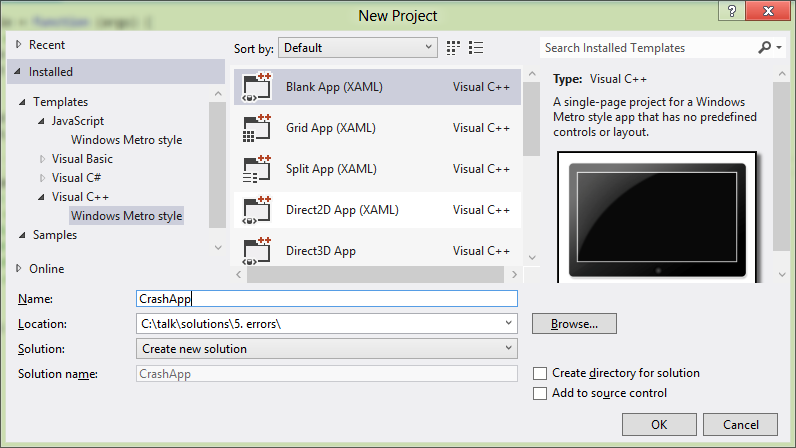 = function (args) {
New Project
?
Recent
Installed
Templates
JavaScript
Windows Metro style
Visual Basic
Visual C#
Visual C++
Windows Metro style
Samples
Online
Sort by: Default
Blank App (XAML) Visual C++
Grid App (XAML) Visual C++
Split App (XAML) Visual C++
Direct2D App (XAML) Visual C++
Direct3D App Visual C++
Search Installed Templates
Type: Visual C++
A single-page project for a Windows
Metro style app that has no predefined
controls or layout.
Name: CrashApp
Location: C:\talk\solutions\5. errors\
Browse...
Solution: Create new solution
Solution name: CrashApp
Create directory for solution
Add to source control
OK
Cancel